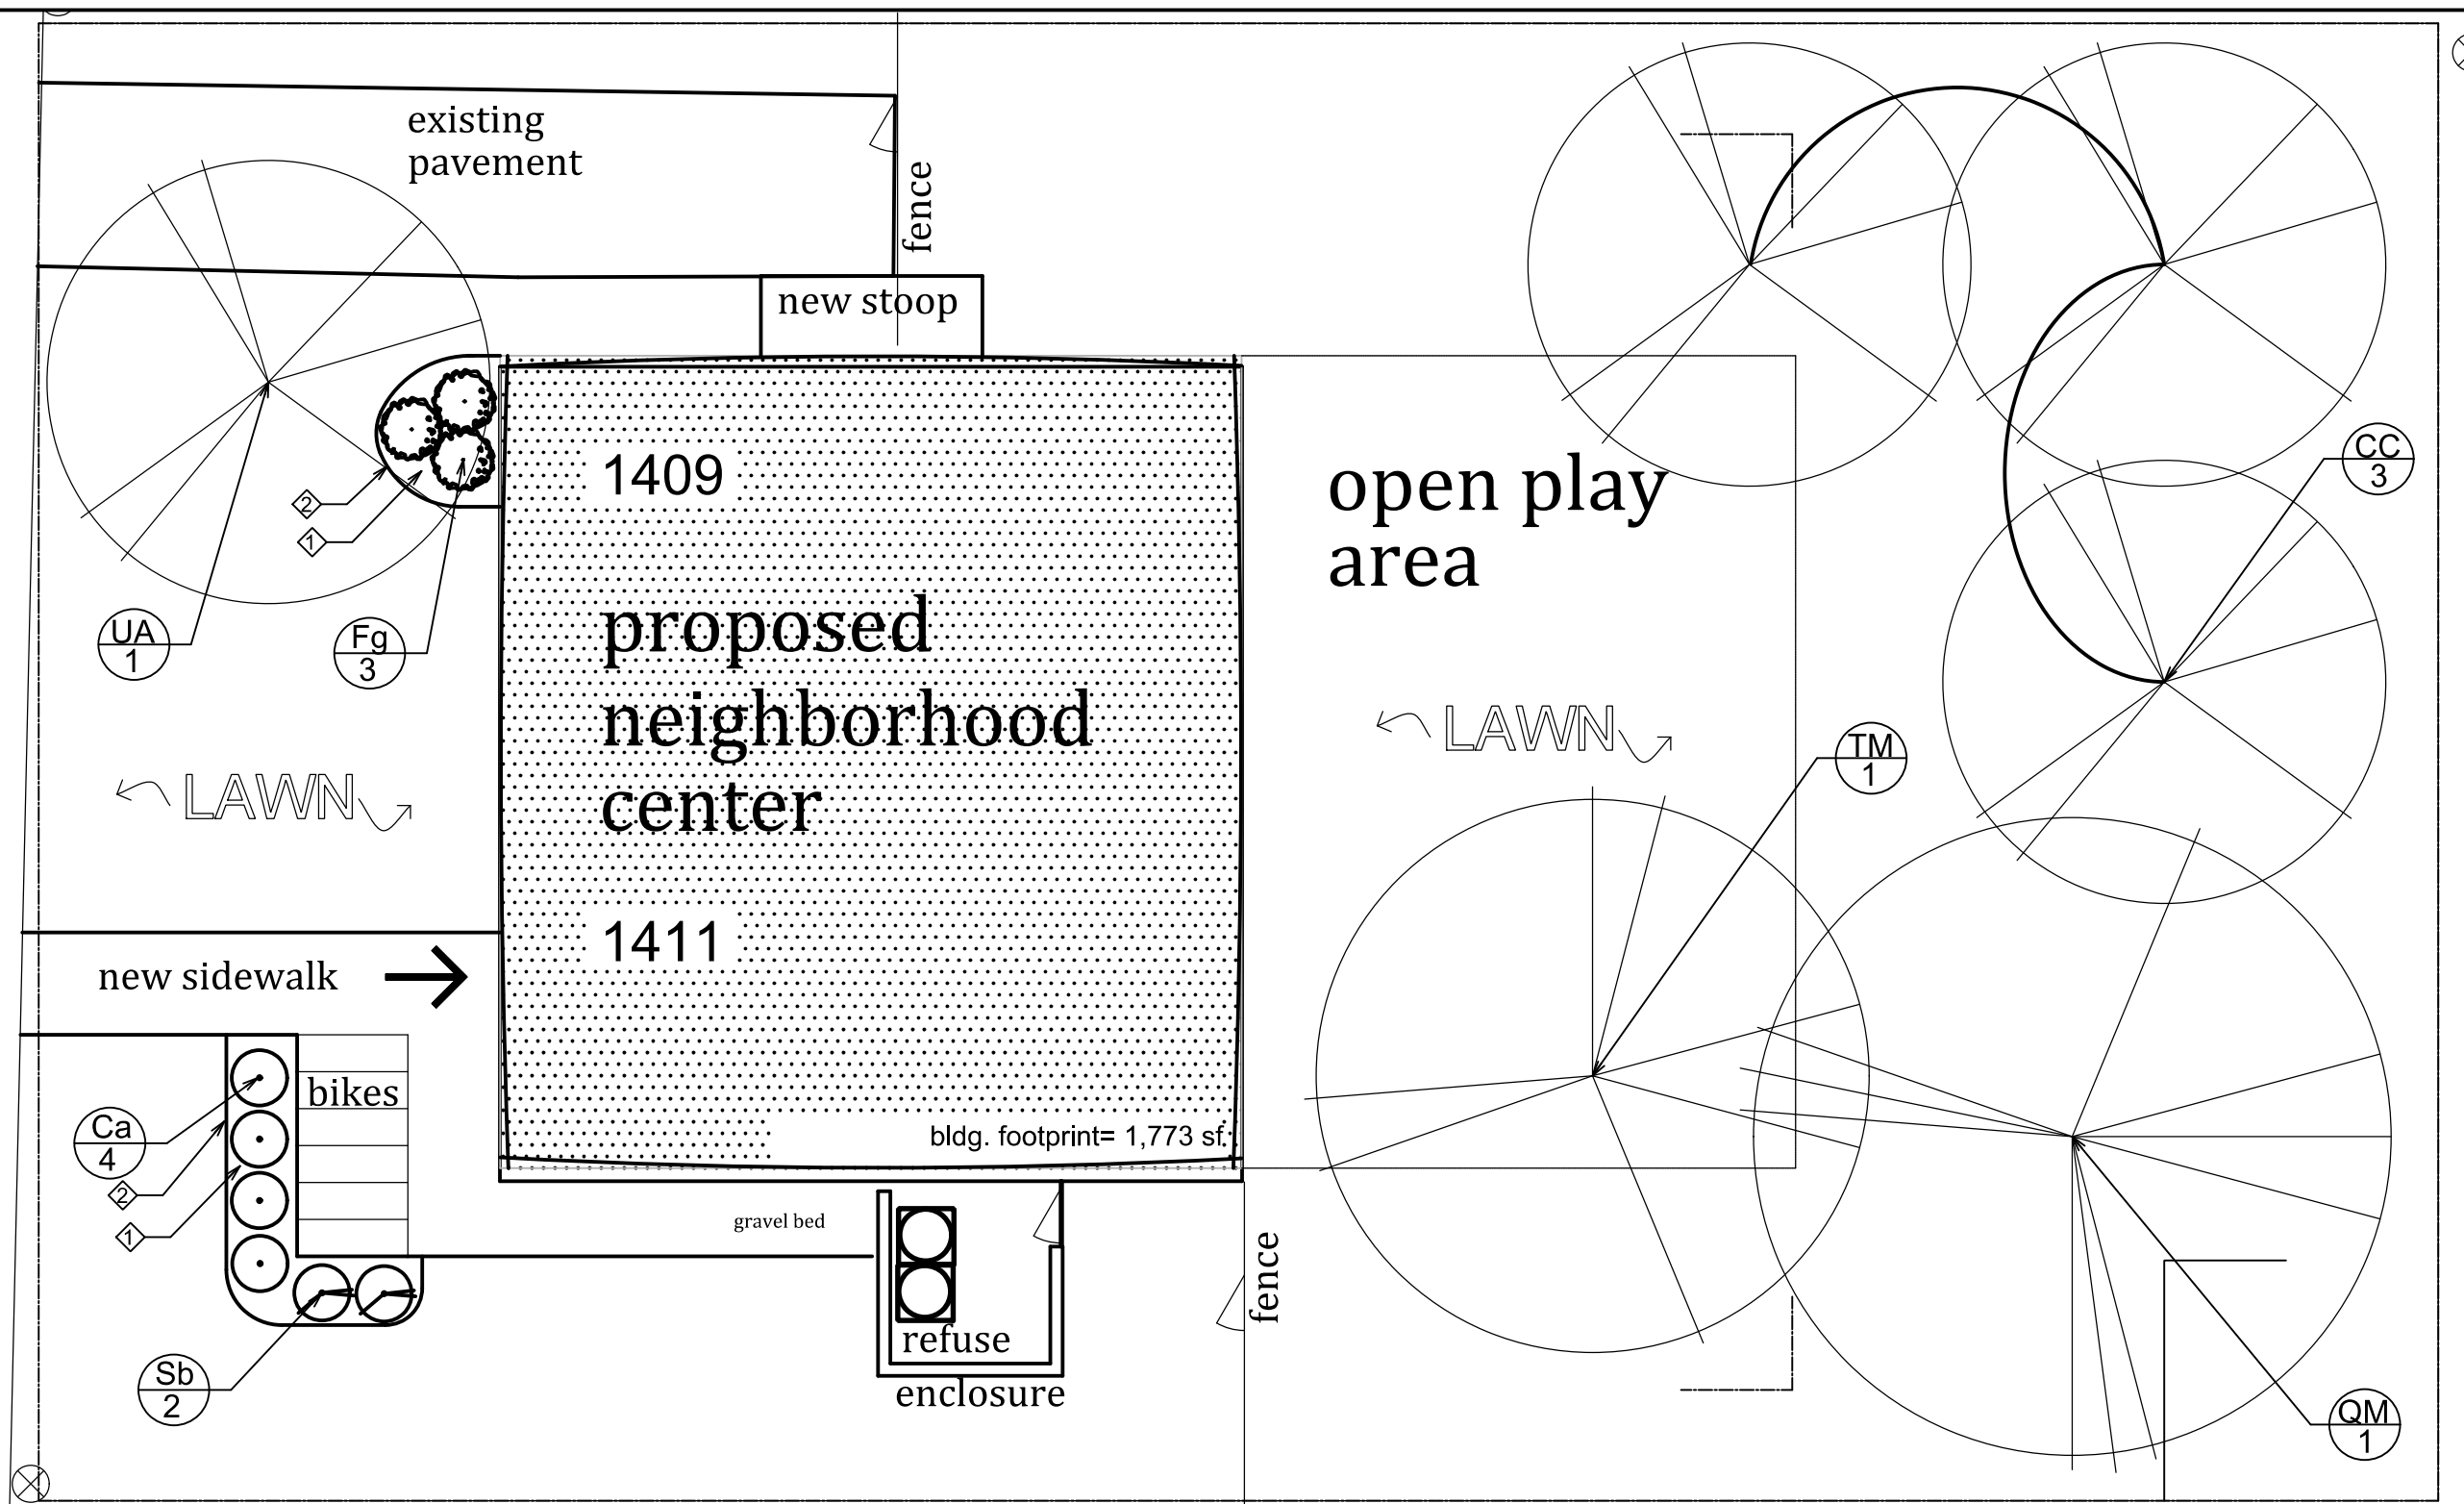 existing
pavement
fence
new stoop
1409
open play
area
CC
3
2
1
UA
1
Fg
3
proposed
neighborhood
center
LAWN
LAWN
TM
1
1411
new sidewalk
bikes
Ca
4
2
1
bldg. footprint= 1,773 sf.
gravel bed
fence
refuse
enclosure
Sb
2
QM
1